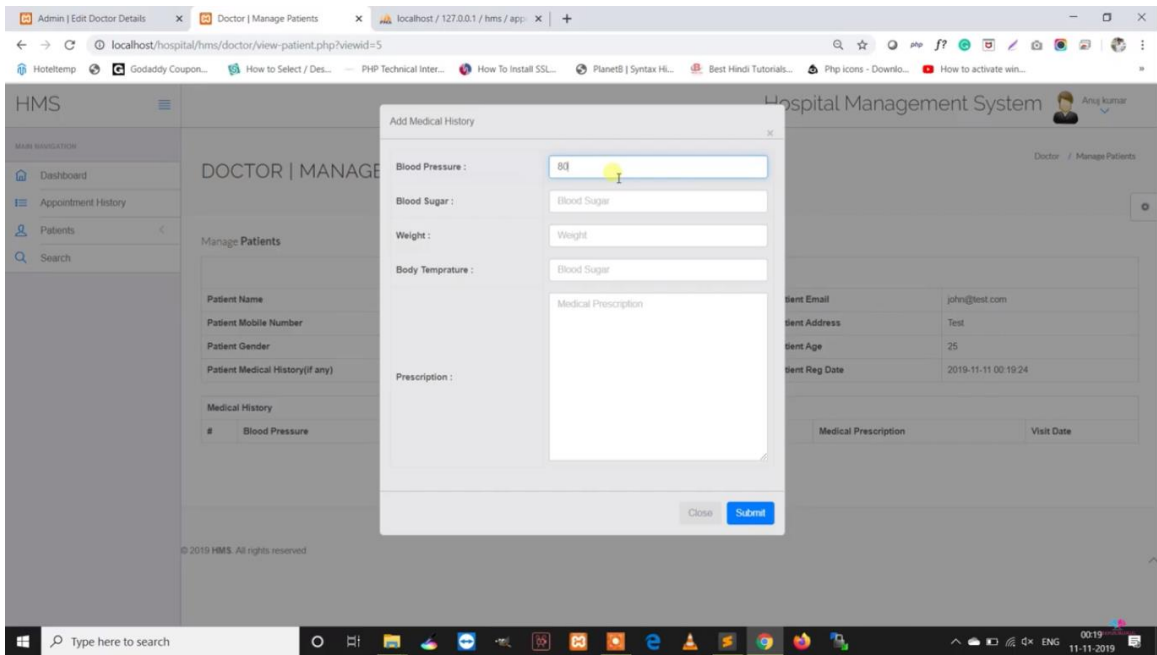 Admin | Edit Doctor Details
Doctor | Manage Patients
localhost / 127.0.0.1 / hms / app
localhost/hospital/hms/doctor/view-patient.php?viewid=5
php f?
Hoteltemp Godaddy Coupon... How to Select / Des... PHP Technical Inter... How To Install SSL... PlanetB | Syntax Hi... Best Hindi Tutorials... Php icons - Downlo... How to activate win... »
HMS
Hospital Management System
Anuj kumar
MAIN NAVIGATION
Dashboard
Appointment History
Patients
Search
DOCTOR | MANAGE
Doctor / Manage Patients
Manage Patients
Patient Name
Patient Mobile Number
Patient Gender
Patient Medical History(if any)
tient Email john@test.com
tient Address Test
tient Age 25
tient Reg Date 2019-11-11 00:19:24
Medical History
# Blood Pressure Medical Prescription Visit Date
Add Medical History
×
Blood Pressure : 80
Blood Sugar : Blood Sugar
Weight : Weight
Body Temprature : Blood Sugar
Prescription : Medical Prescription
Close Submit
© 2019 HMS. All rights reserved
Type here to search
ENG
00:19
11-11-2019